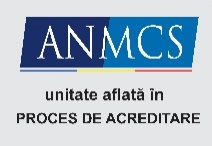 ANMCS
unitate aflată în
PROCES DE ACREDITARE